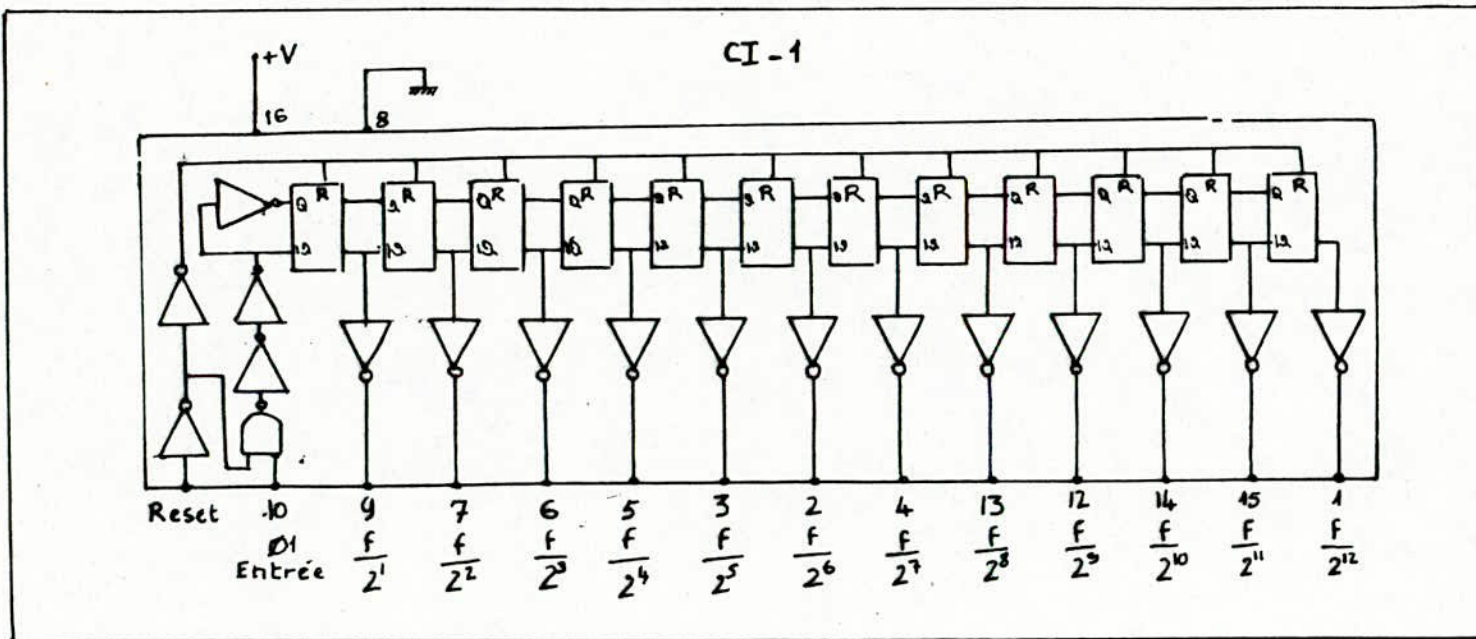 CI-1
+V
16
8
Q R
Q R
Q R
Q R
Q R
Q R
Q R
Q R
Q R
Q R
Q R
Q R
Q̅ Q̅ Q̅ Q̅ Q̅ Q̅ Q̅ Q̅ Q̅ Q̅ Q̅ Q̅
Reset .10 9 7 6 5 3 2 4 13 12 14 15 1
Ø1
Entrée
f/2¹ f/2² f/2³ f/2⁴ f/2⁵ f/2⁶ f/2⁷ f/2⁸ f/2⁹ f/2¹⁰ f/2¹¹ f/2¹²